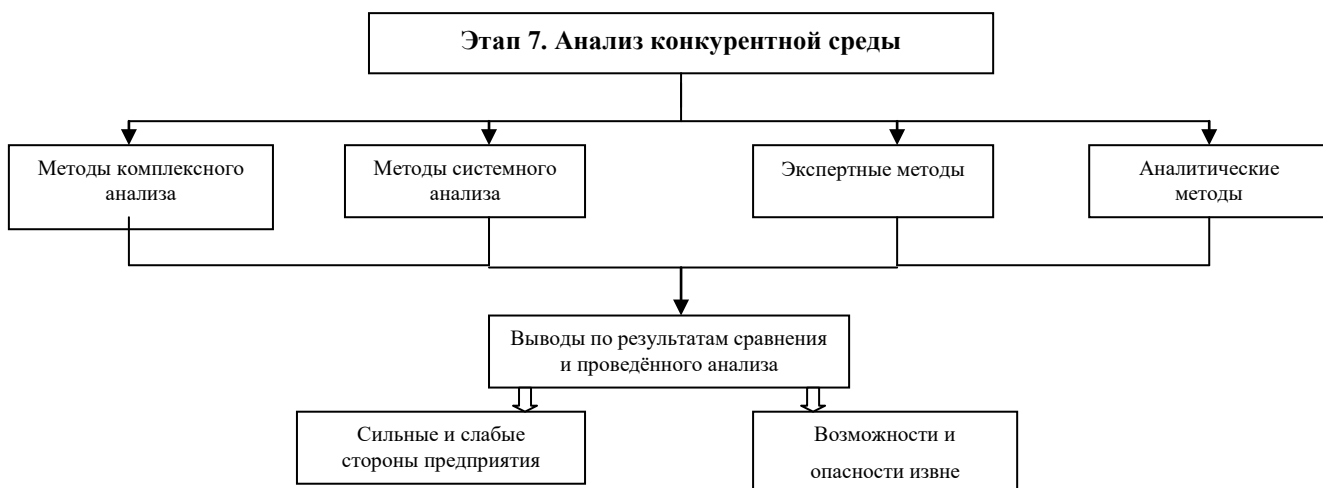 Этап 7. Анализ конкурентной среды
Методы комплексного
анализа
Методы системного
анализа
Экспертные методы
Аналитические
методы
Выводы по результатам сравнения
и проведённого анализа
Сильные и слабые
стороны предприятия
Возможности и
опасности извне